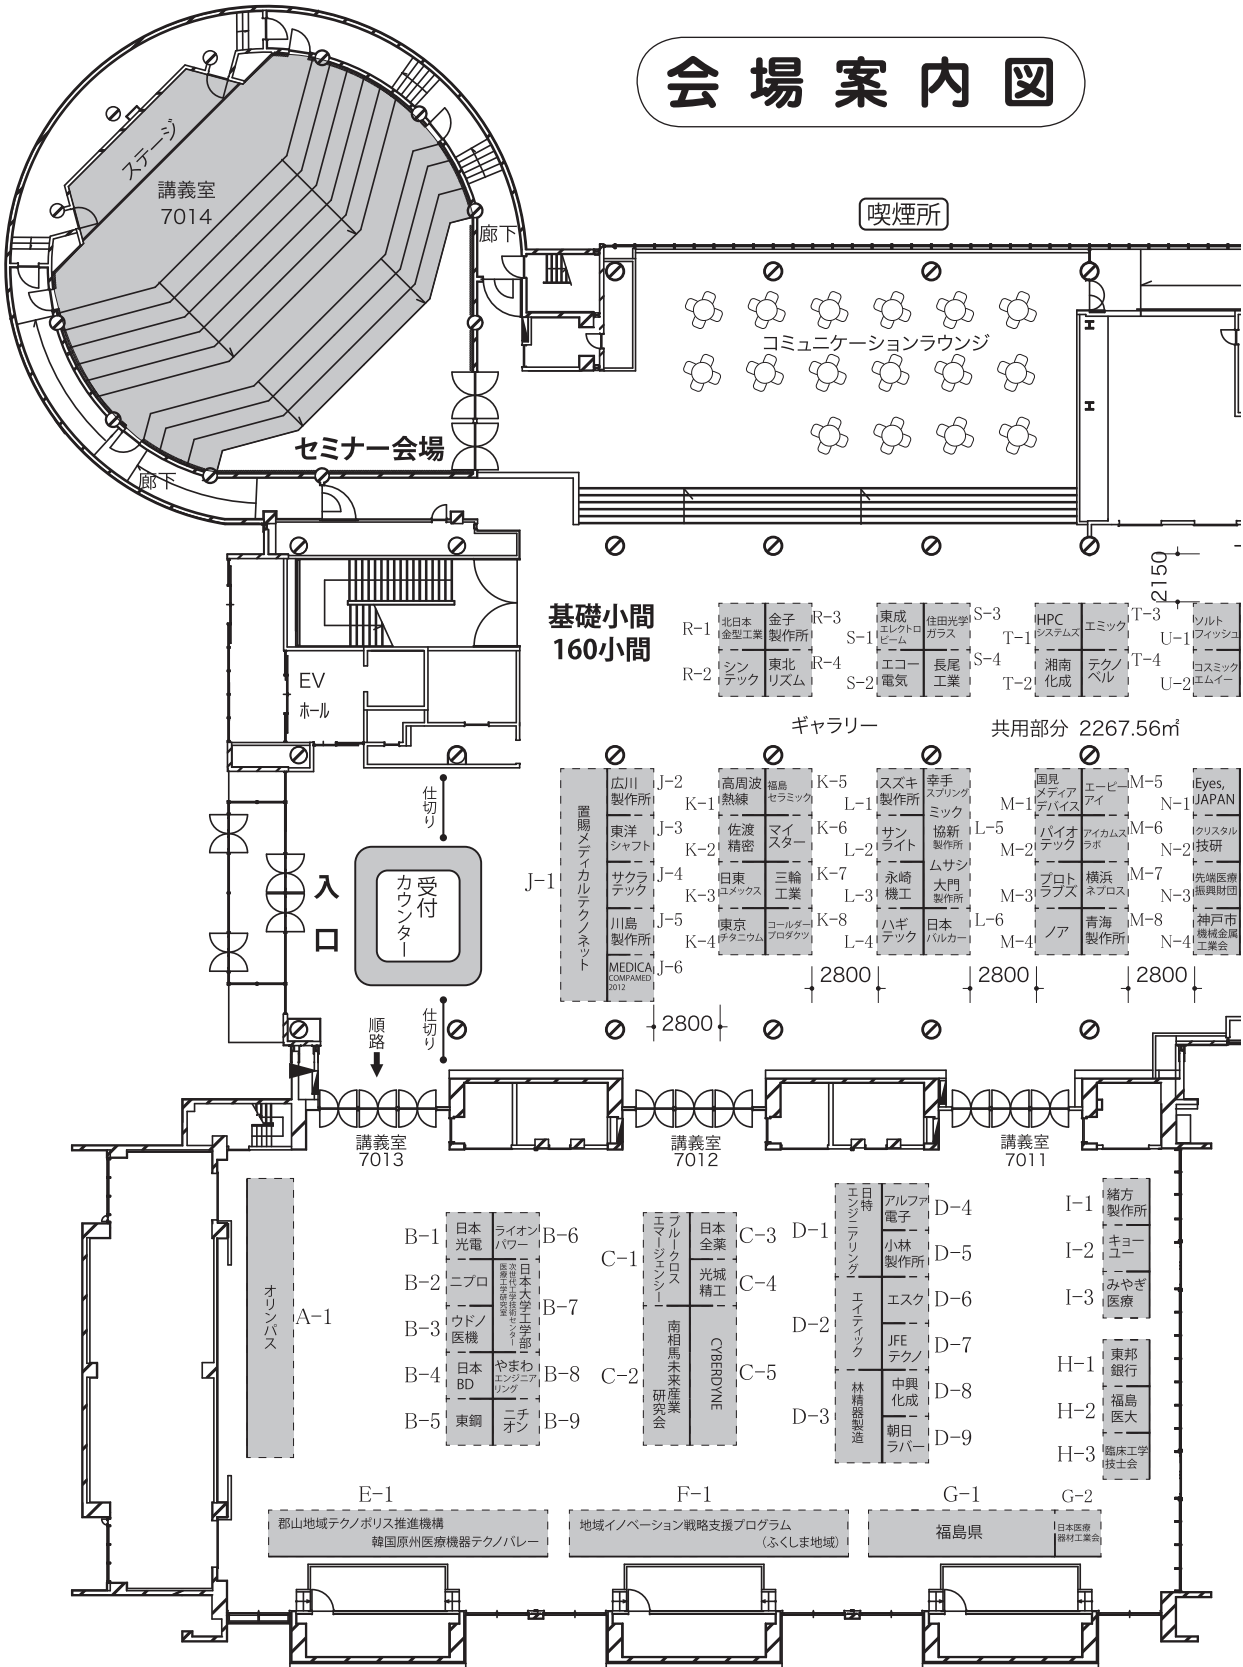 会場案内図
ステージ
講義室
7014
廊下
喫煙所
コミュニケーションラウンジ
セミナー会場
廊下
2150
基礎小間
160小間
R-1
北日本
金型工業
金子
製作所
R-3
R-2
シン
テック
東北
リズム
R-4
S-1
東成
エレクトロ
ビーム
住田光学
ガラス
S-3
S-2
エコー
電気
長尾
工業
S-4
T-1
HPC
システムズ
エミック
T-3
T-2
湘南
化成
テクノ
ベル
T-4
U-1
ソルト
フィッシュ
U-2
コスミック
エムイー
EV
ホール
ギャラリー
共用部分 2267.56㎡
仕切り
入口
受付
カウンター
仕切り
順路
J-1
置賜メディカルテクノネット
広川
製作所
J-2
東洋
シャフト
J-3
サクラ
テック
J-4
川島
製作所
J-5
MEDICA
COMPAMED
2012
J-6
K-1
高周波
熱練
福島
セラミック
K-5
K-2
佐渡
精密
マイ
スター
K-6
K-3
日東
ユメックス
三輪
工業
K-7
K-4
東京
チタニウム
コールダー
プロダクツ
K-8
L-1
スズキ
製作所
幸手
スプリング
ミック
L-2
サン
ライト
協新
製作所
L-5
L-3
永崎
機工
ムサシ
大門
製作所
L-4
ハギ
テック
日本
バルカー
L-6
M-1
国見
メディア
デバイス
エーピー
アイ
M-5
M-2
パイオ
テック
アイカムス
ラボ
M-6
M-3
プロト
ラブズ
横浜
ネプロス
M-7
M-4
ノア
青海
製作所
M-8
N-1
Eyes,
JAPAN
N-2
クリスタル
技研
N-3
先端医療
振興財団
N-4
神戸市
機械金属
工業会
2800
2800
2800
2800
講義室
7013
講義室
7012
講義室
7011
オリンパス
A-1
B-1
日本
光電
ライオン
パワー
B-6
B-2
ニプロ
日本大学工学部
次世代工学技術センター
医療工学研究室
B-7
B-3
ウドノ
医機
B-4
日本
BD
やまわ
エンジニア
リング
B-8
B-5
東鋼
ニチ
オン
B-9
C-1
ブルークロス
エマージェンシー
日本
全薬
C-3
光城
精工
C-4
C-2
南相馬未来産業
研究会
CYBERDYNE
C-5
D-1
日特
エンジニアリング
アルファ
電子
D-4
小林
製作所
D-5
D-2
エイティック
エスク
D-6
JFE
テクノ
D-7
D-3
林精器製造
中興
化成
D-8
朝日
ラバー
D-9
I-1
緒方
製作所
I-2
キョー
ユー
I-3
みやぎ
医療
H-1
東邦
銀行
H-2
福島
医大
H-3
臨床工学
技士会
E-1
郡山地域テクノポリス推進機構
韓国原州医療機器テクノバレー
F-1
地域イノベーション戦略支援プログラム
（ふくしま地域）
G-1
福島県
G-2
日本医療
器材工業会